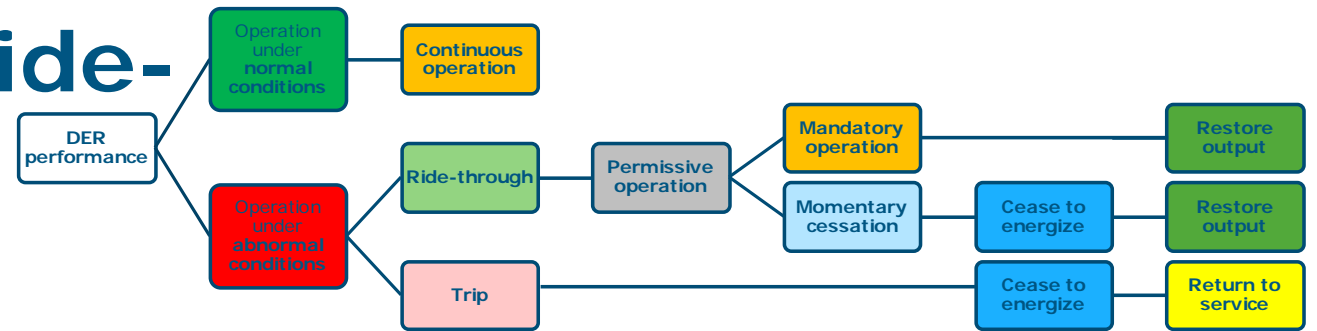 ide-
DER
performance
Operation
under
normal
conditions
Continuous
operation
Operation
under
abnormal
conditions
Ride-through
Permissive
operation
Mandatory
operation
Restore
output
Momentary
cessation
Cease to
energize
Restore
output
Trip
Cease to
energize
Return to
service